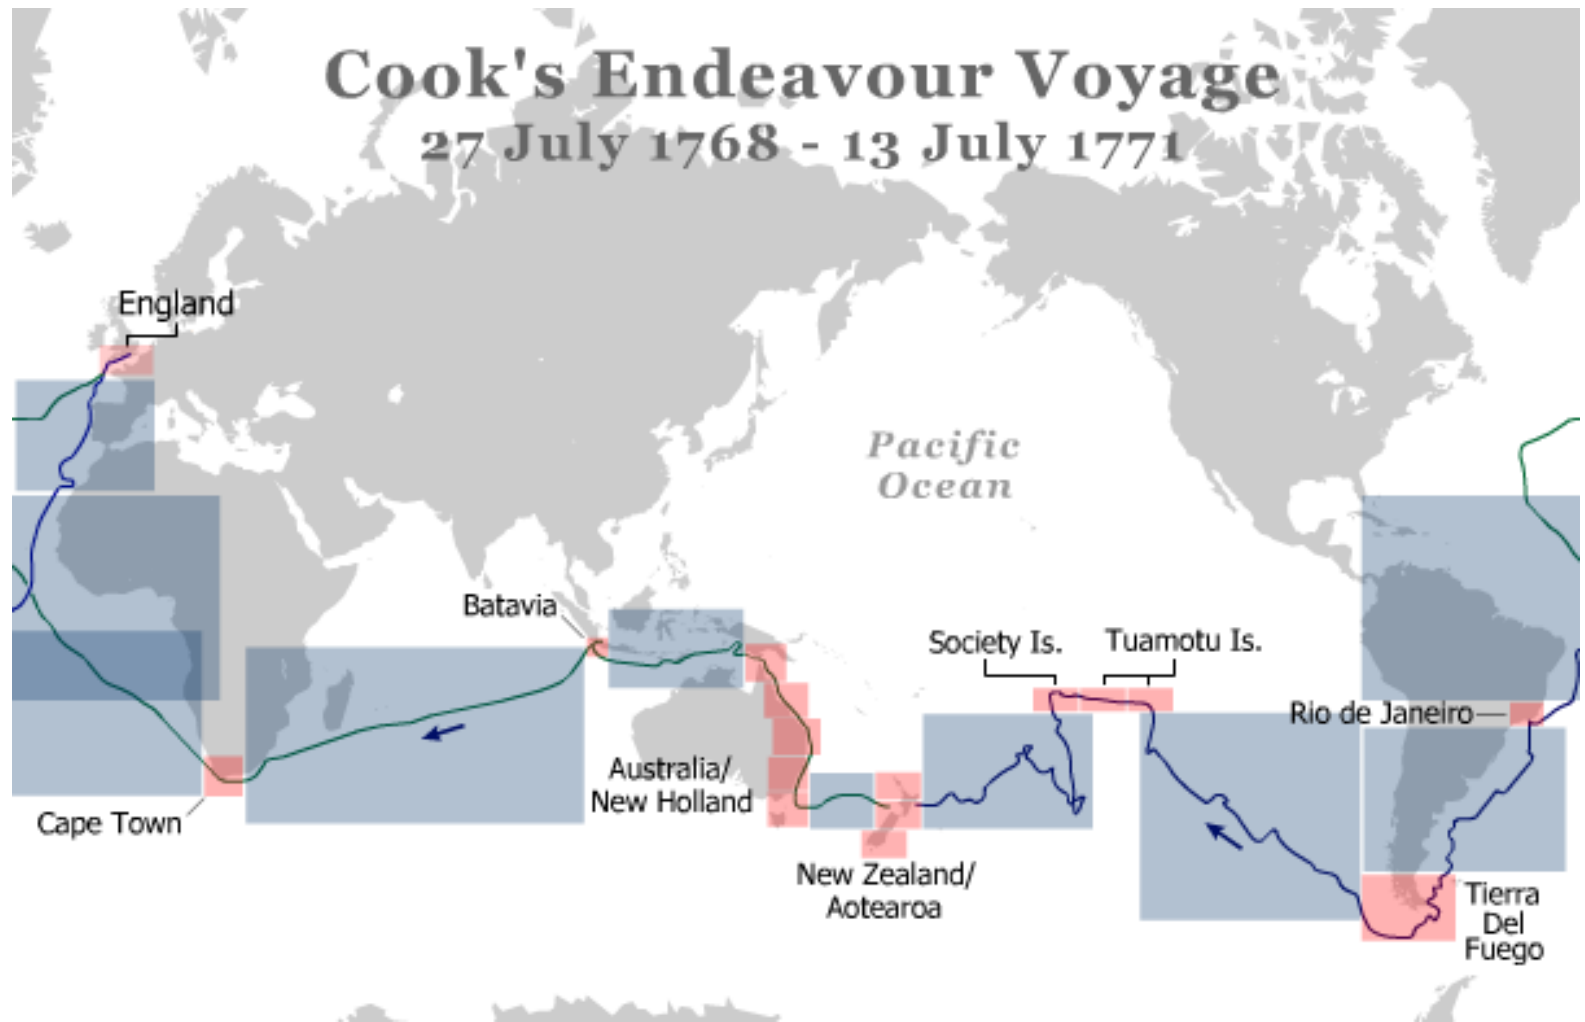 Cook's Endeavour Voyage
27 July 1768 - 13 July 1771
England
Pacific
Ocean
Batavia
Society Is.
Tuamotu Is.
Rio de Janeiro
Australia/
New Holland
Cape Town
New Zealand/
Aotearoa
Tierra
Del
Fuego